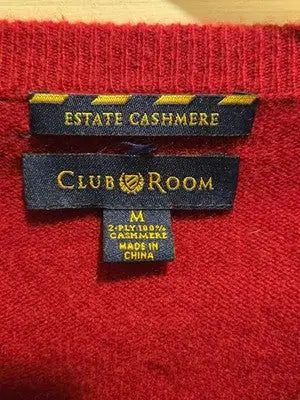 ESTATE CASHMERE
CLUB ROOM
M
2-PLY 100%
CASHMERE
MADE IN
CHINA